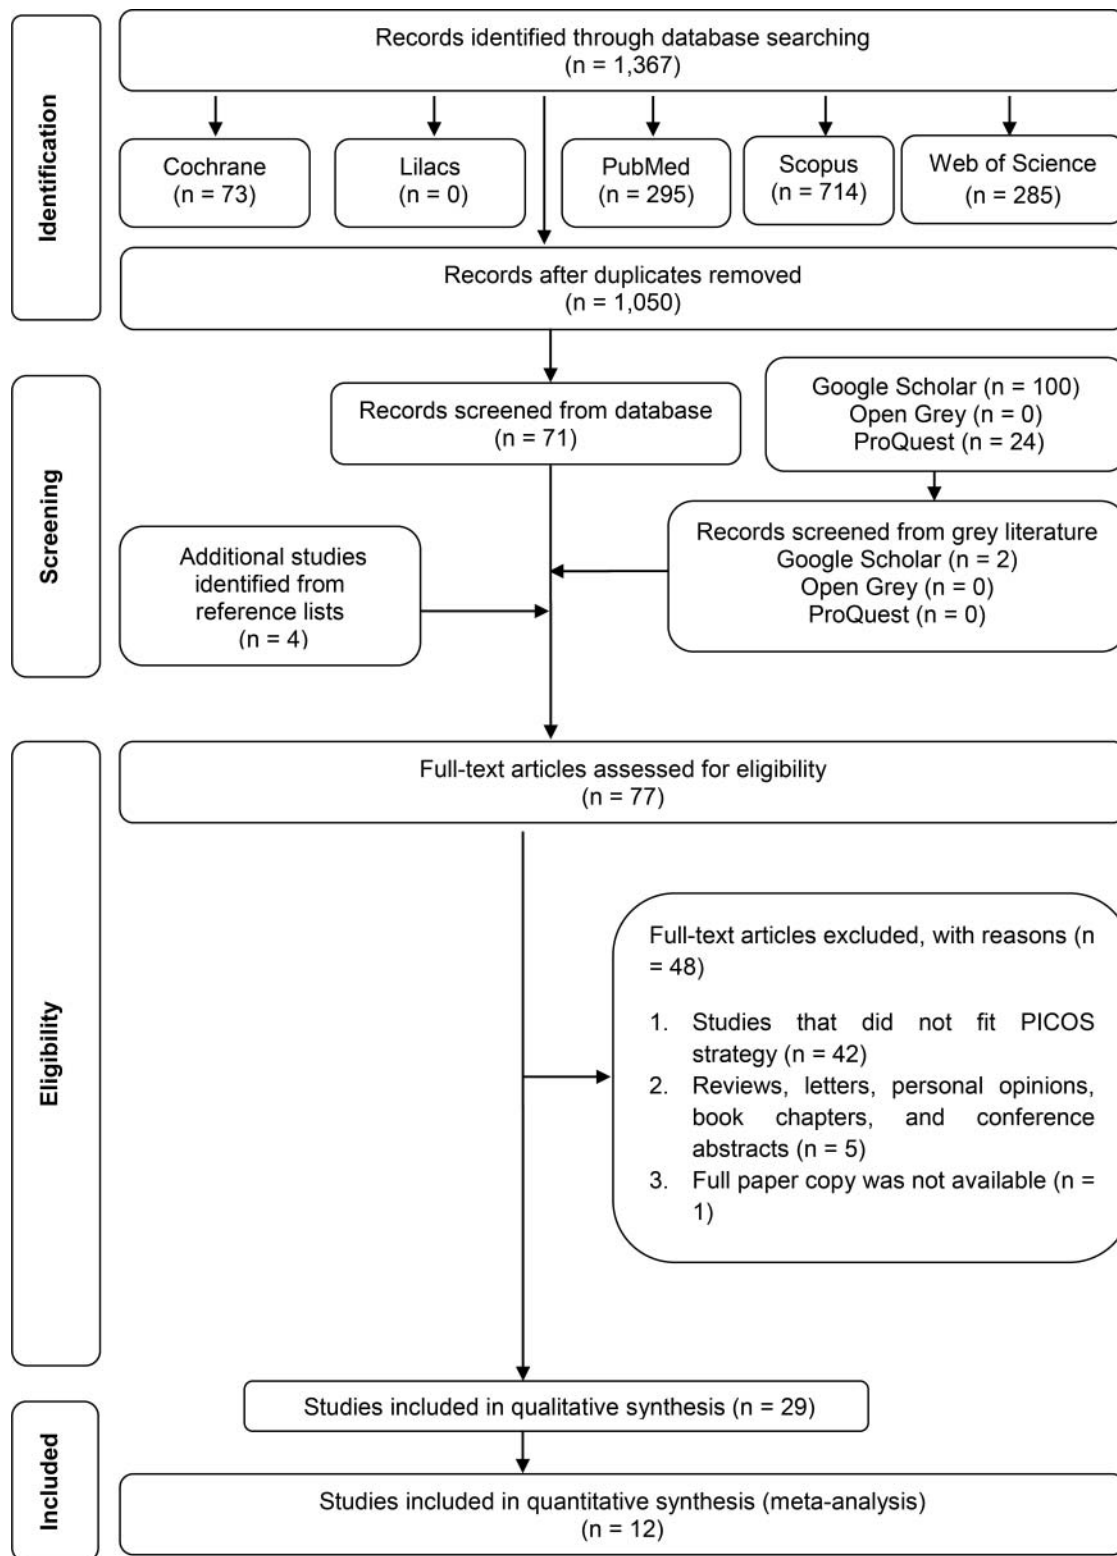 Identification
Records identified through database searching
(n = 1,367)
Cochrane
(n = 73)
Lilacs
(n = 0)
PubMed
(n = 295)
Scopus
(n = 714)
Web of Science
(n = 285)
Records after duplicates removed
(n = 1,050)
Screening
Records screened from database
(n = 71)
Google Scholar (n = 100)
Open Grey (n = 0)
ProQuest (n = 24)
Additional studies
identified from
reference lists
(n = 4)
Records screened from grey literature
Google Scholar (n = 2)
Open Grey (n = 0)
ProQuest (n = 0)
Eligibility
Full-text articles assessed for eligibility
(n = 77)
Full-text articles excluded, with reasons (n
= 48)
1. Studies that did not fit PICOS
strategy (n = 42)
2. Reviews, letters, personal opinions,
book chapters, and conference
abstracts (n = 5)
3. Full paper copy was not available (n =
1)
Included
Studies included in qualitative synthesis (n = 29)
Studies included in quantitative synthesis (meta-analysis)
(n = 12)